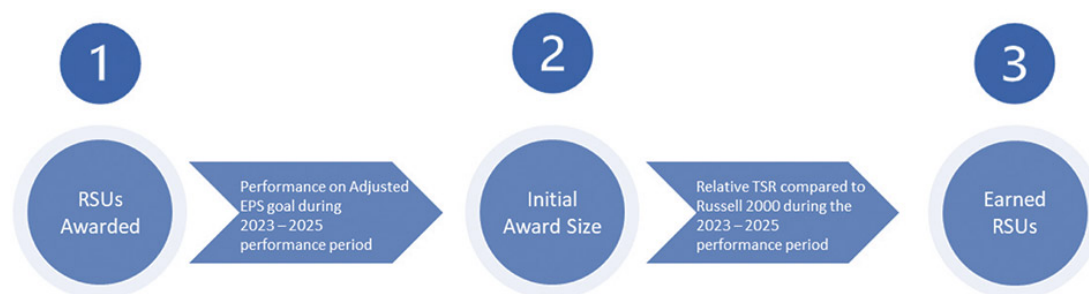 1
2
3
RSUs
Awarded
Performance on Adjusted
EPS goal during
2023 – 2025
performance period
Initial
Award Size
Relative TSR compared to
Russell 2000 during the
2023 – 2025
performance period
Earned
RSUs